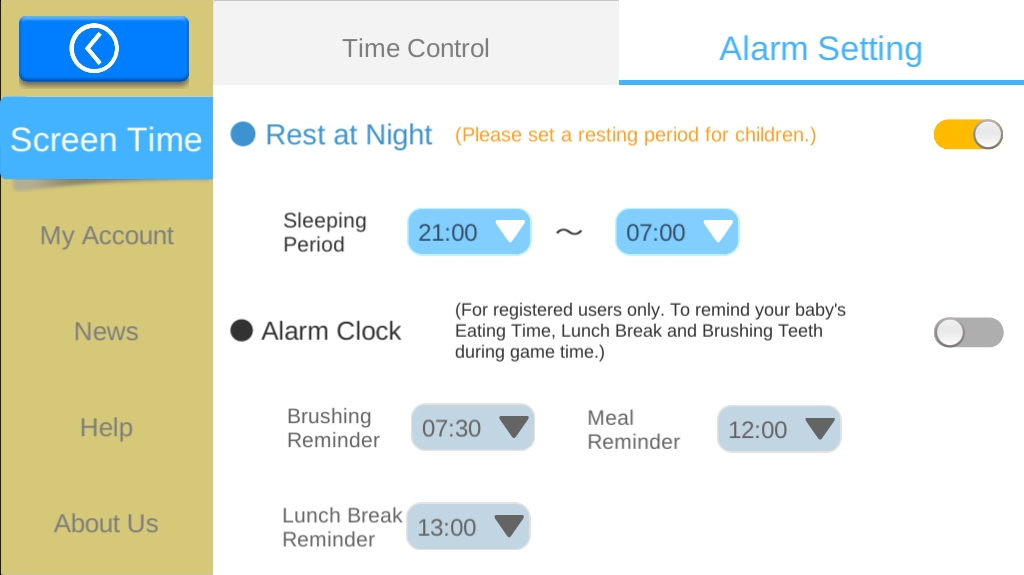 Time Control
Alarm Setting
Screen Time
My Account
News
Help
About Us
Rest at Night
(Please set a resting period for children.)
Sleeping
Period
21:00
～
07:00
Alarm Clock
(For registered users only. To remind your baby's
Eating Time, Lunch Break and Brushing Teeth
during game time.)
Brushing
Reminder
07:30
Meal
Reminder
12:00
Lunch Break
Reminder
13:00